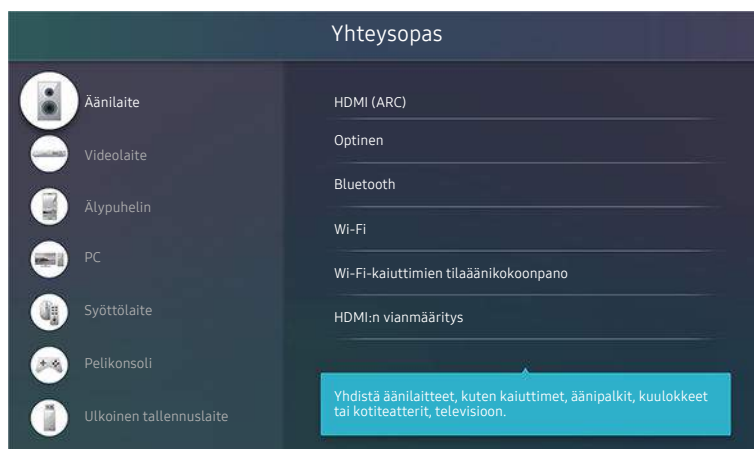 Yhteysopas
Äänilaite
Videolaite
Älypuhelin
PC
Syöttölaite
Pelikonsoli
Ulkoinen tallennuslaite
HDMI (ARC)
Optinen
Bluetooth
Wi-Fi
Wi-Fi-kaiuttimien tilaäänikokoonpano
HDMI:n vianmääritys
Yhdistä äänilaitteet, kuten kaiuttimet, äänipalkit, kuulokkeet
tai kotiteatterit, televisioon.